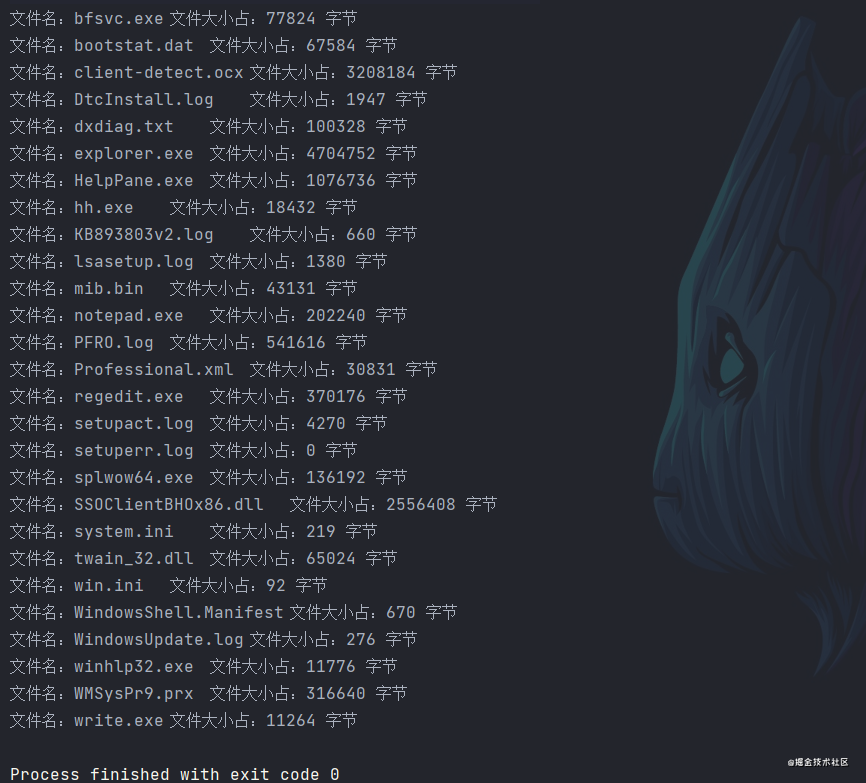 文件名：bfsvc.exe 文件大小占：77824 字节
文件名：bootstat.dat 文件大小占：67584 字节
文件名：client-detect.ocx 文件大小占：3208184 字节
文件名：DtcInstall.log 文件大小占：1947 字节
文件名：dxdiag.txt 文件大小占：100328 字节
文件名：explorer.exe 文件大小占：4704752 字节
文件名：HelpPane.exe 文件大小占：1076736 字节
文件名：hh.exe 文件大小占：18432 字节
文件名：KB893803v2.log 文件大小占：660 字节
文件名：lsasetup.log 文件大小占：1380 字节
文件名：mib.bin 文件大小占：43131 字节
文件名：notepad.exe 文件大小占：202240 字节
文件名：PFRO.log 文件大小占：541616 字节
文件名：Professional.xml 文件大小占：30831 字节
文件名：regedit.exe 文件大小占：370176 字节
文件名：setupact.log 文件大小占：4270 字节
文件名：setuperr.log 文件大小占：0 字节
文件名：splwow64.exe 文件大小占：136192 字节
文件名：SSOClientBHOx86.dll 文件大小占：2556408 字节
文件名：system.ini 文件大小占：219 字节
文件名：twain_32.dll 文件大小占：65024 字节
文件名：win.ini 文件大小占：92 字节
文件名：WindowsShell.Manifest 文件大小占：670 字节
文件名：WindowsUpdate.log 文件大小占：276 字节
文件名：winhlp32.exe 文件大小占：11776 字节
文件名：WMSysPr9.prx 文件大小占：316640 字节
文件名：write.exe 文件大小占：11264 字节
Process finished with exit code 0
@掘金技术社区